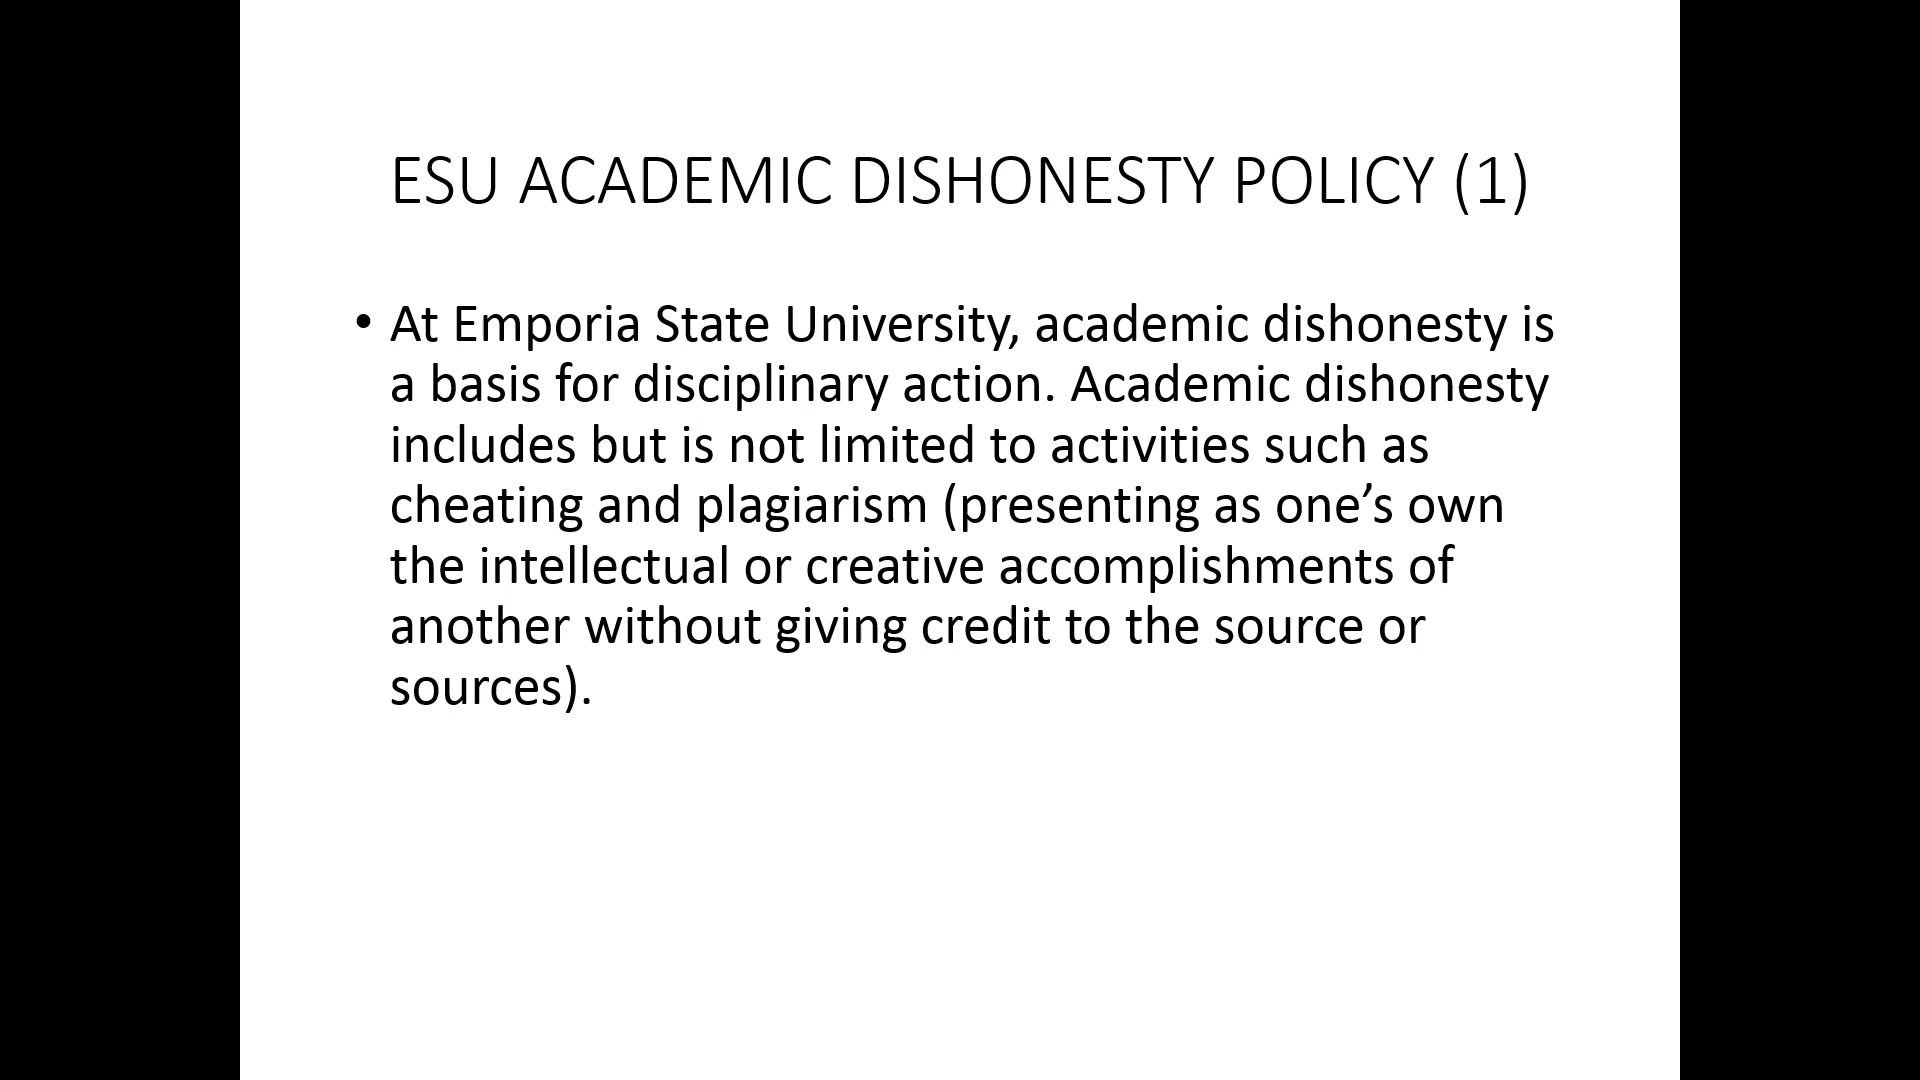 ESU ACADEMIC DISHONESTY POLICY (1)
• At Emporia State University, academic dishonesty is
a basis for disciplinary action. Academic dishonesty
includes but is not limited to activities such as
cheating and plagiarism (presenting as one’s own
the intellectual or creative accomplishments of
another without giving credit to the source or
sources).